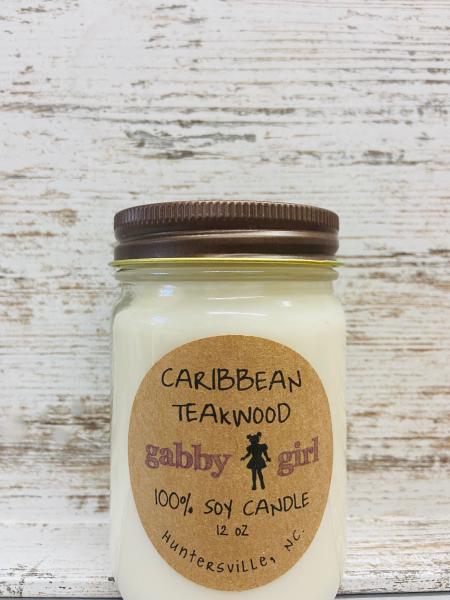 CARIBBEAN
TEAKWOOD
gabby girl
100% SOY CANDLE
12 OZ
Huntersville, NC.